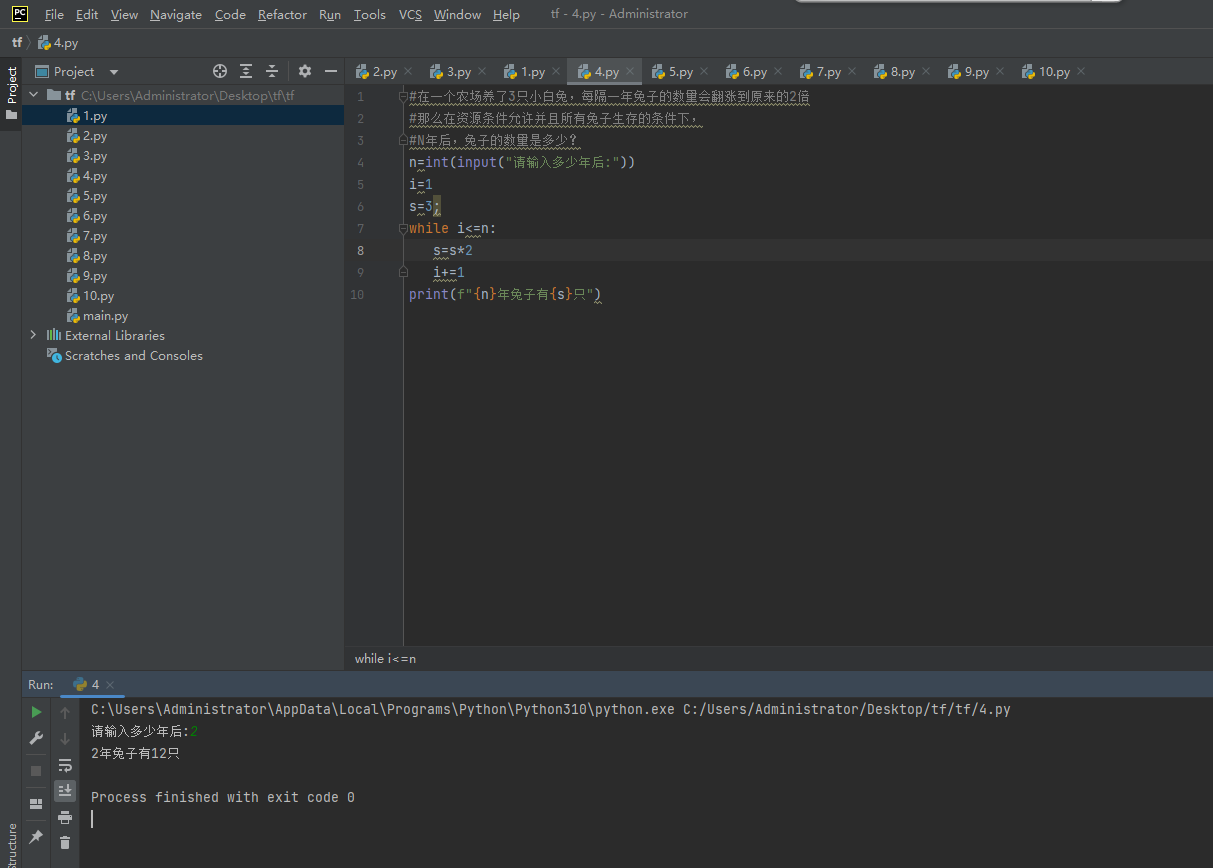 PC File Edit View Navigate Code Refactor Run Tools VCS Window Help tf - 4.py - Administrator
tf 4.py
Project
Project
2.py 3.py 1.py 4.py 5.py 6.py 7.py 8.py 9.py 10.py
tf C:\Users\Administrator\Desktop\tf\tf
1.py
2.py
3.py
4.py
5.py
6.py
7.py
8.py
9.py
10.py
main.py
External Libraries
Scratches and Consoles
1 #在一个农场养了3只小白兔，每隔一年兔子的数量会翻涨到原来的2倍
2 #那么在资源条件允许并且所有兔子生存的条件下，
3 #N年后，兔子的数量是多少？
4 n=int(input("请输入多少年后:"))
5 i=1
6 s=3;
7 while i<=n:
8 s=s*2
9 i+=1
10 print(f"{n}年兔子有{s}只")
while i<=n
Run: 4
C:\Users\Administrator\AppData\Local\Programs\Python\Python310\python.exe C:/Users/Administrator/Desktop/tf/tf/4.py
请输入多少年后:2
2年兔子有12只
Process finished with exit code 0
ructure